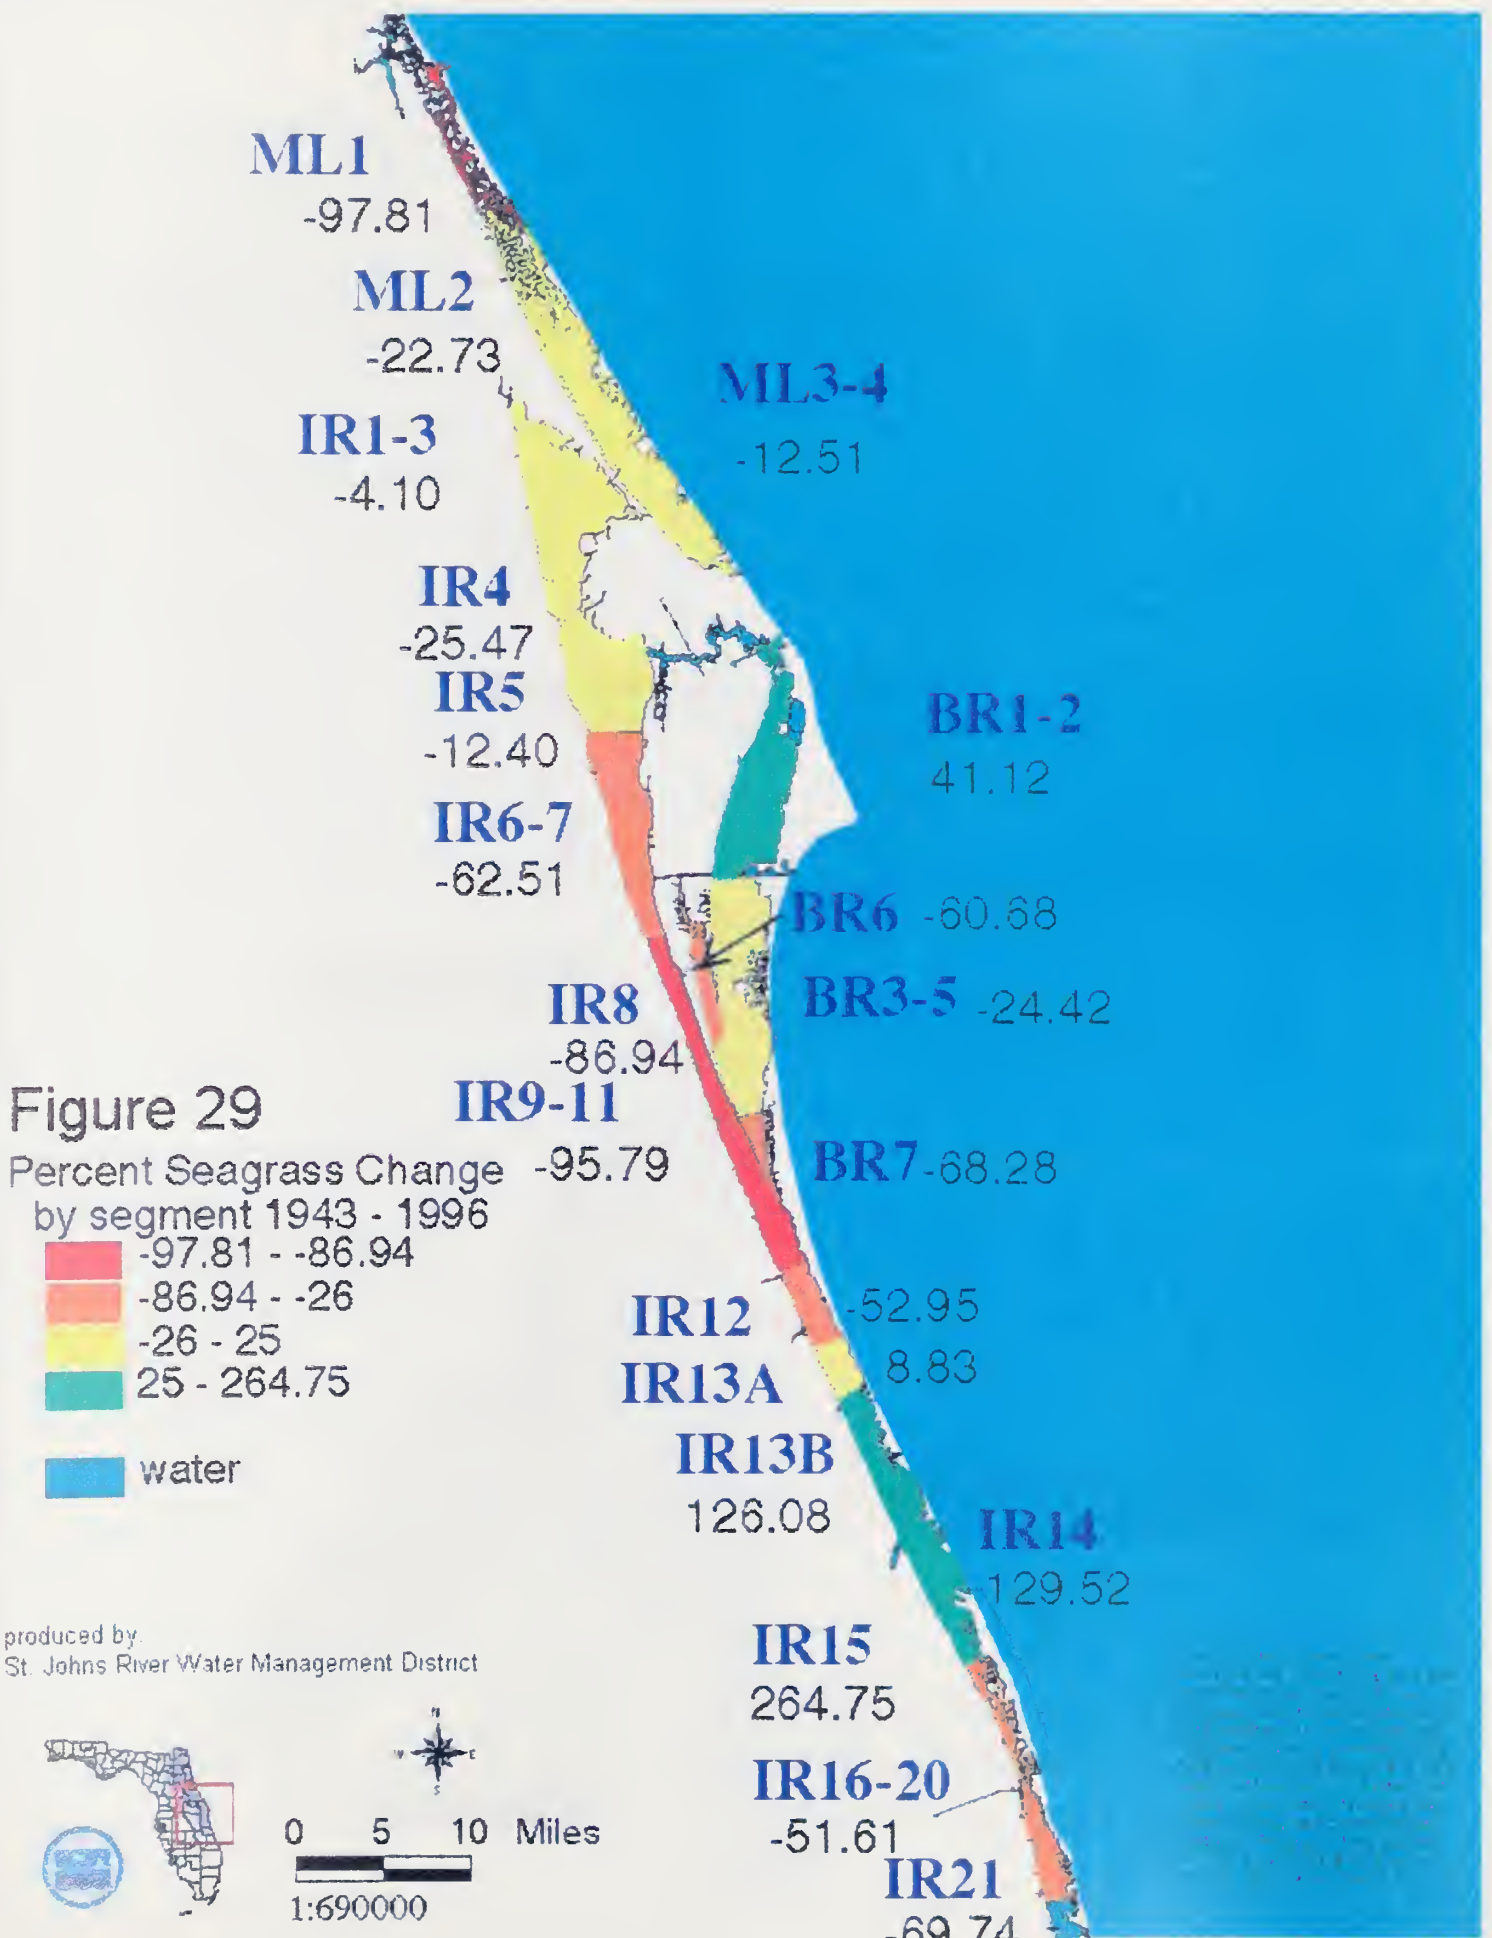 ML1
-97.81
ML2
-22.73
ML3-4
-12.51
IR1-3
-4.10
IR4
-25.47
IR5
-12.40
BR1-2
41.12
IR6-7
-62.51
BR6 -60.68
BR3-5 -24.42
IR8
-86.94
IR9-11
-95.79
BR7 -68.28
Figure 29
Percent Seagrass Change
by segment 1943 - 1996
-97.81 - -86.94
-86.94 - -26
-26 - 25
25 - 264.75
water
IR12 -52.95
IR13A 8.83
IR13B
126.08
IR14
-129.52
IR15
264.75
IR16-20
-51.61
IR21
-69.74
produced by:
St. Johns River Water Management District
N
W E
S
0 5 10 Miles
1:690000